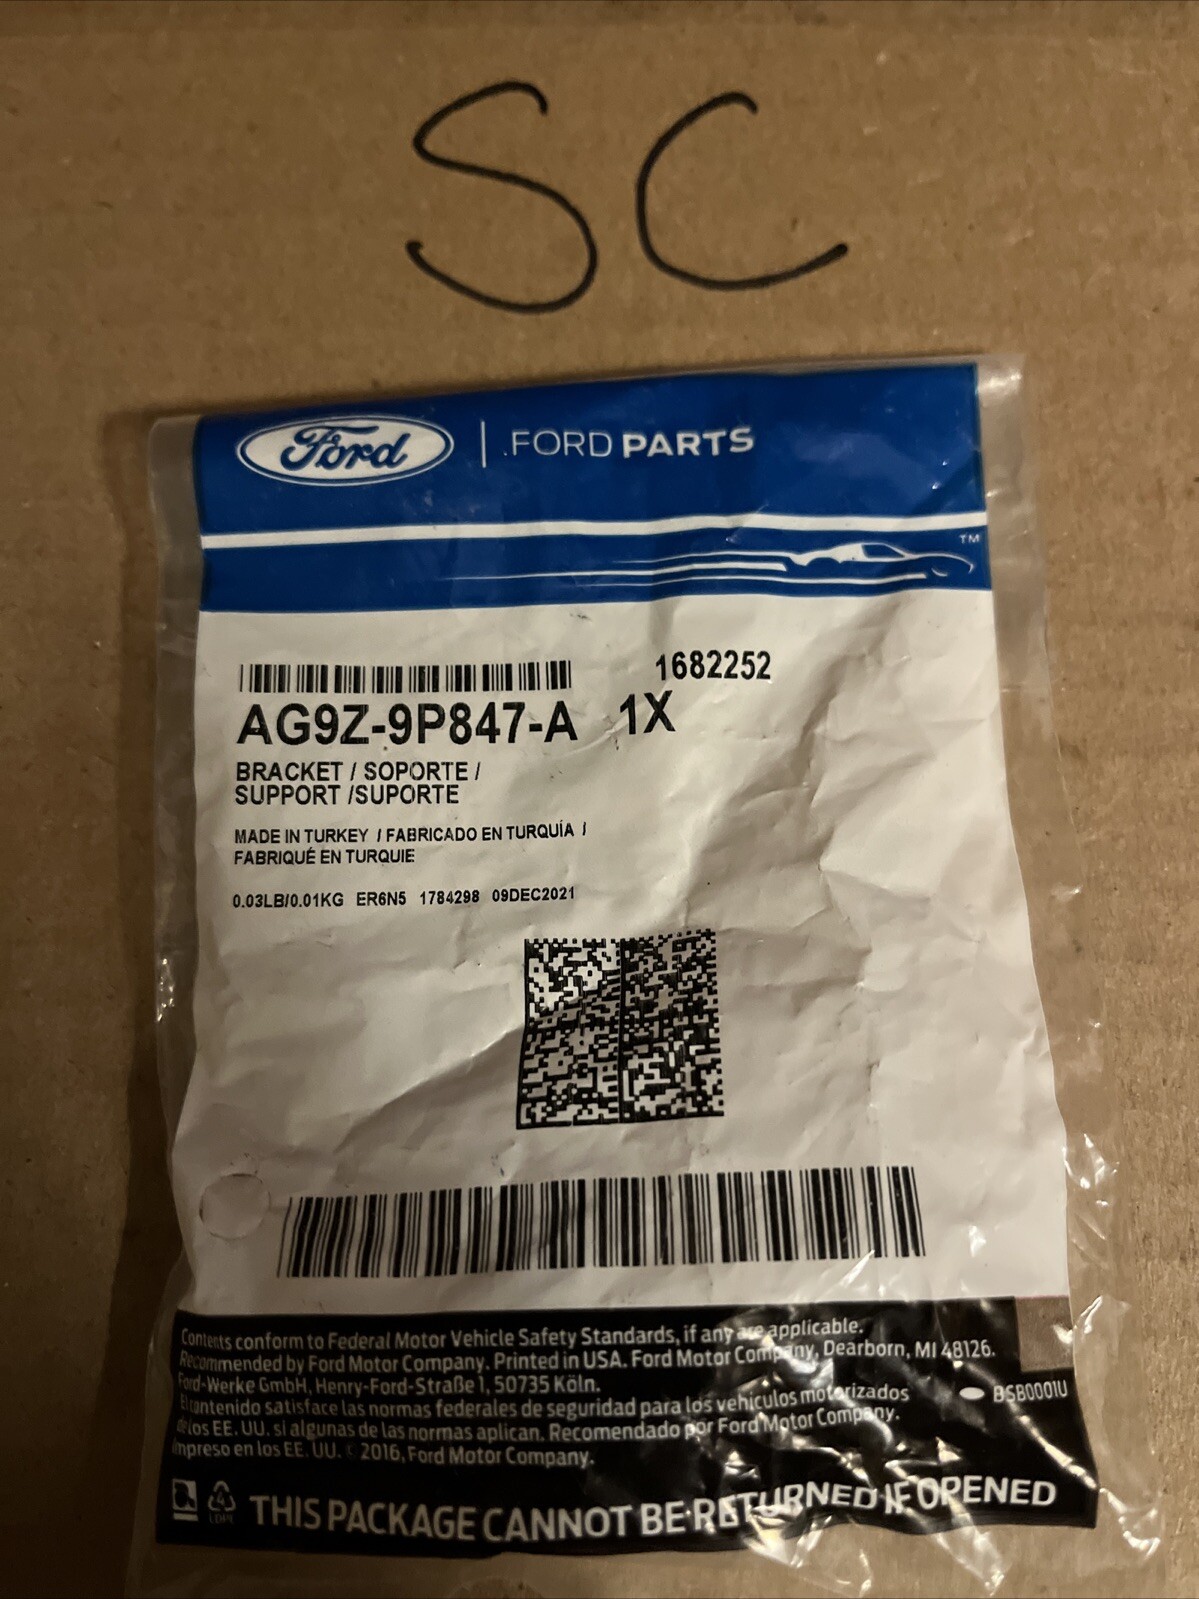 SC
Ford | FORD PARTS
TM
1682252
AG9Z-9P847-A 1X
BRACKET / SOPORTE /
SUPPORT /SUPORTE
MADE IN TURKEY / FABRICADO EN TURQUÍA /
FABRIQUÉ EN TURQUIE
0.03LB/0.01KG ER6N5 1784298 09DEC2021
Contents conform to Federal Motor Vehicle Safety Standards, if any are applicable.
Recommended by Ford Motor Company. Printed in USA. Ford Motor Company, Dearborn, MI 48126.
Ford-Werke GmbH, Henry-Ford-Straße 1, 50735 Köln.
El contenido satisface las normas federales de seguridad para los vehículos motorizados
de los EE. UU. si algunas de las normas aplican. Recomendado por Ford Motor Company.
Impreso en los EE. UU. © 2016, Ford Motor Company.
BSB0001U
4
LDPE
THIS PACKAGE CANNOT BE RETURNED IF OPENED